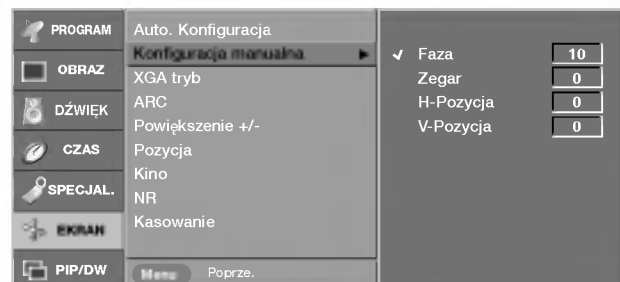 PROGRAM
OBRAZ
DŹWIĘK
CZAS
SPECJAL.
EKRAN
PIP/DW
Auto. Konfiguracja
Konfiguracja manualna
XGA tryb
ARC
Powiększenie +/-
Pozycja
Kino
NR
Kasowanie
Menu Poprze.
Faza 10
Zegar 0
H-Pozycja 0
V-Pozycja 0